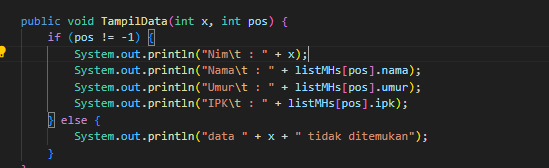 public void TampilData(int x, int pos) {
if (pos != -1) {
System.out.println("Nim\t : " + x);
System.out.println("Nama\t : " + listMHs[pos].nama);
System.out.println("Umur\t : " + listMHs[pos].umur);
System.out.println("IPK\t : " + listMHs[pos].ipk);
} else {
System.out.println("data " + x + " tidak ditemukan");
}